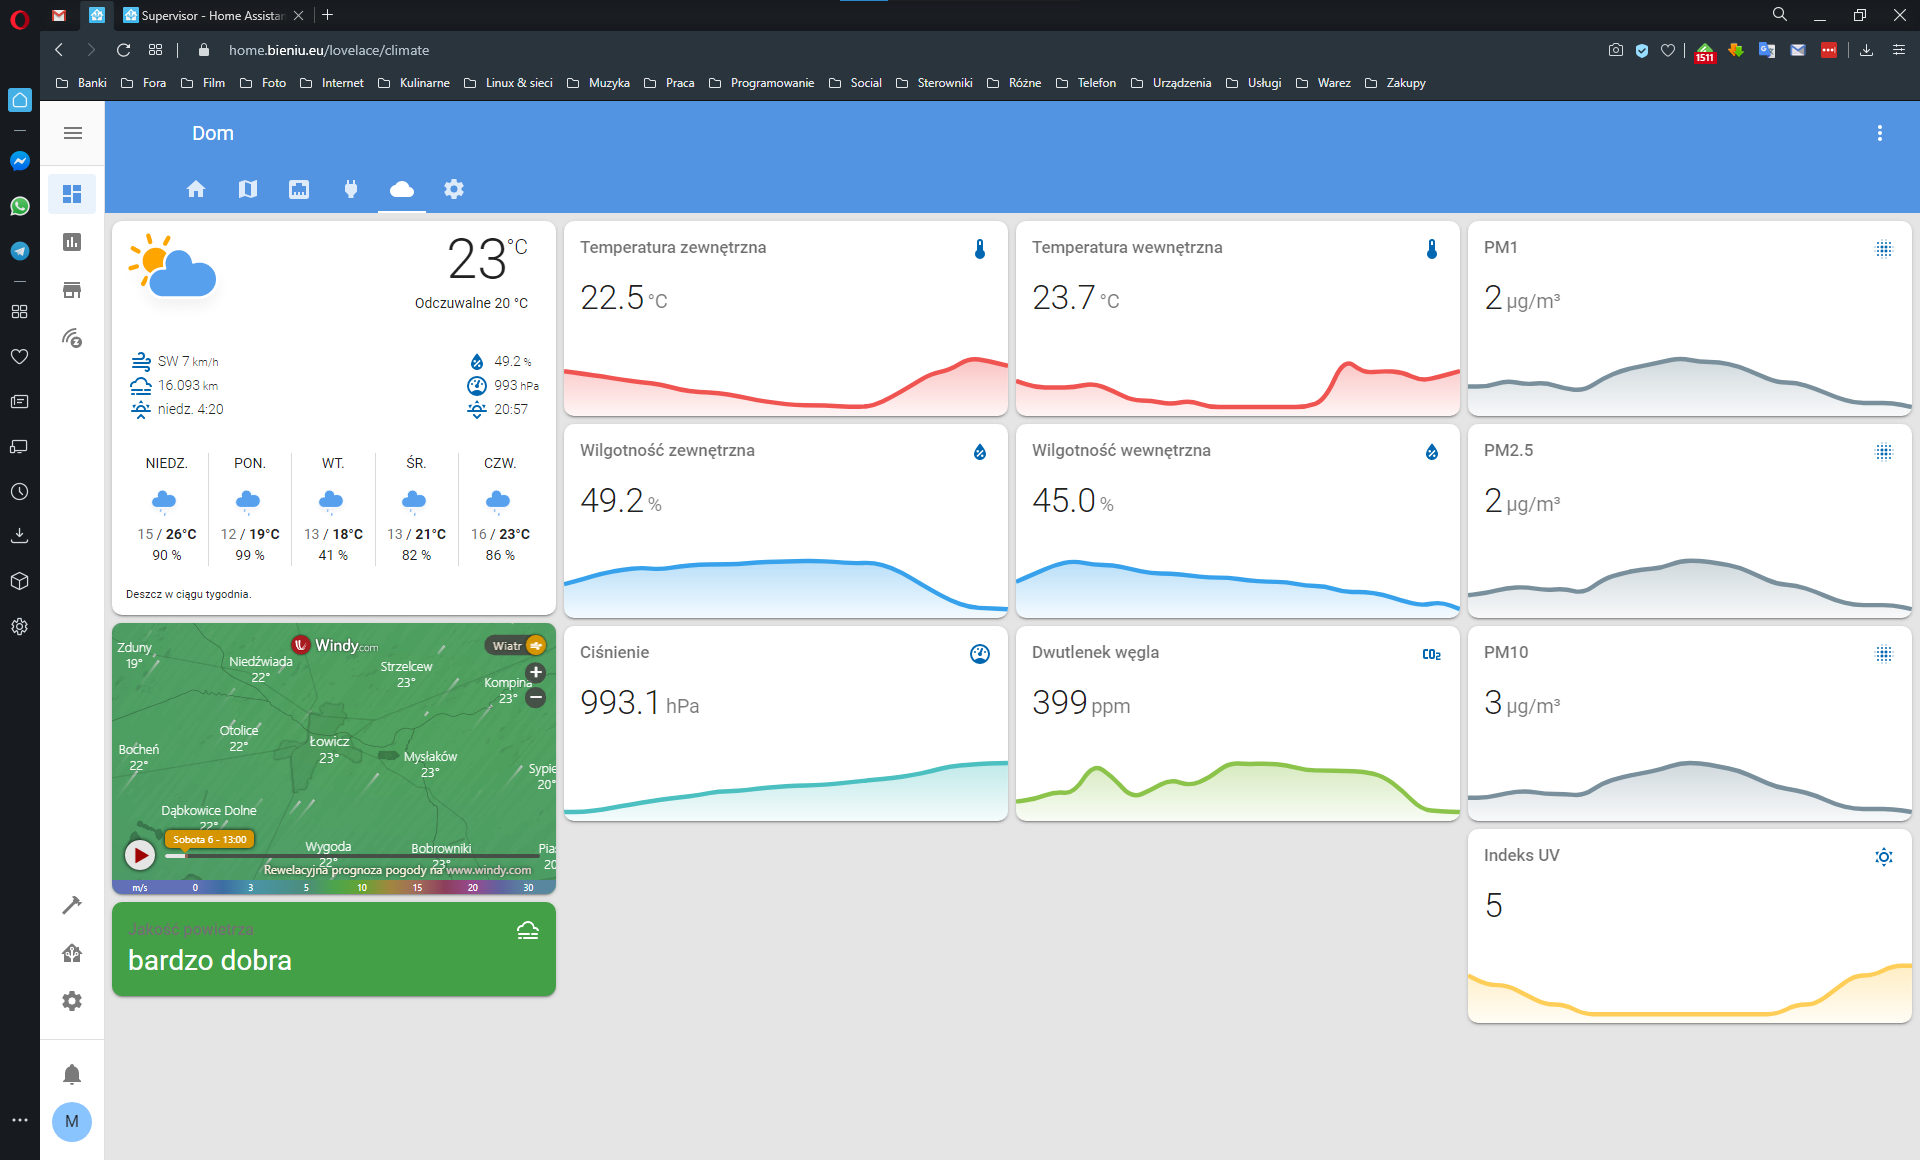 Supervisor - Home Assistan
home.bieniu.eu/lovelace/climate
1511
Banki
Fora
Film
Foto
Internet
Kulinarne
Linux & sieci
Muzyka
Praca
Programowanie
Social
Sterowniki
Różne
Telefon
Urządzenia
Usługi
Warez
Zakupy
Dom
23 °C
Odczuwalne 20 °C
SW 7 km/h
49.2 %
16.093 km
993 hPa
niedz. 4:20
20:57
NIEDZ.
PON.
WT.
ŚR.
CZW.
15 / 26°C
12 / 19°C
13 / 18°C
13 / 21°C
16 / 23°C
90 %
99 %
41 %
82 %
86 %
Deszcz w ciągu tygodnia.
Windy.com
Wiatr
Zduny
19°
Niedźwiada
22°
Strzelcew
23°
Kompina
23°
+
−
Otolice
22°
Łowicz
23°
Bocheń
22°
Mysłaków
23°
Sypie
20°
Dąbkowice Dolne
22°
Sobota 6 - 13:00
Wygoda
22°
Bobrowniki
23°
Pias
20
Rewelacyjna prognoza pogody na www.windy.com
m/s 0 3 5 10 15 20 30
Jakość powietrza
bardzo dobra
Temperatura zewnętrzna
22.5 °C
Wilgotność zewnętrzna
49.2 %
Ciśnienie
993.1 hPa
Temperatura wewnętrzna
23.7 °C
Wilgotność wewnętrzna
45.0 %
Dwutlenek węgla
CO2
399 ppm
PM1
2 µg/m³
PM2.5
2 µg/m³
PM10
3 µg/m³
Indeks UV
5
M